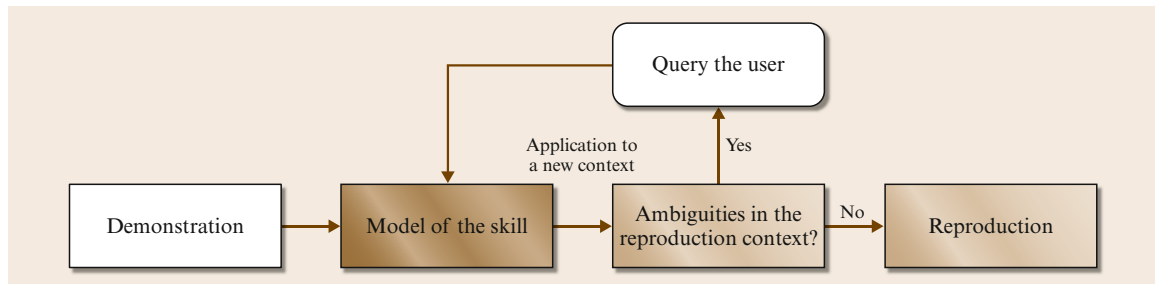 Query the user
Application to
a new context
Yes
Demonstration
Model of the skill
Ambiguities in the
reproduction context?
No
Reproduction